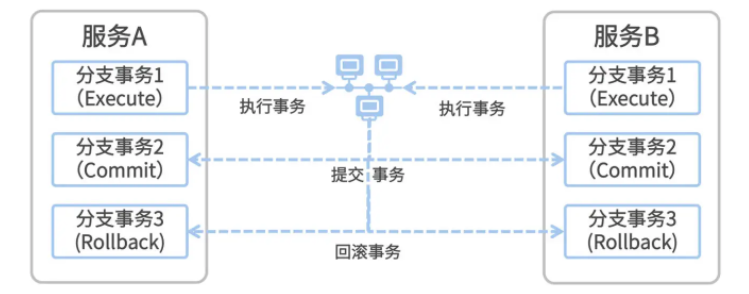 服务A
分支事务1
（Execute）
分支事务2
（Commit）
分支事务3
(Rollback)
执行事务
执行事务
提交 事务
回滚事务
服务B
分支事务1
（Execute）
分支事务2
（Commit）
分支事务3
(Rollback)